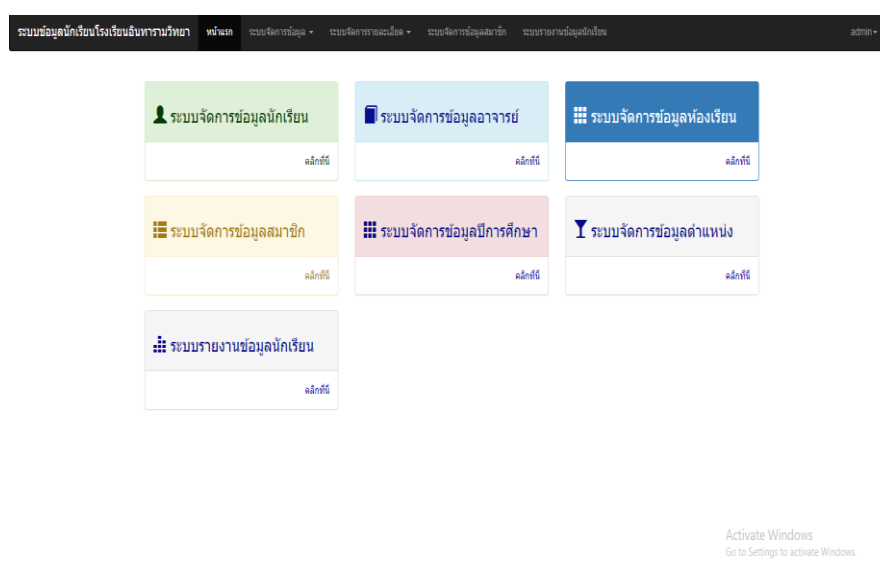 ระบบข้อมูลนักเรียนโรงเรียนอินทารามวิทยา หน้าแรก ระบบจัดการข้อมูล ระบบจัดการรายละเอียด ระบบจัดการข้อมูลสมาชิก ระบบรายงานข้อมูลนักเรียน admin
ระบบจัดการข้อมูลนักเรียน ระบบจัดการข้อมูลอาจารย์ ระบบจัดการข้อมูลห้องเรียน
คลิกที่นี่ คลิกที่นี่ คลิกที่นี่
ระบบจัดการข้อมูลสมาชิก ระบบจัดการข้อมูลปีการศึกษา ระบบจัดการข้อมูลตำแหน่ง
คลิกที่นี่ คลิกที่นี่ คลิกที่นี่
ระบบรายงานข้อมูลนักเรียน
คลิกที่นี่
Activate Windows
Go to Settings to activate Windows.